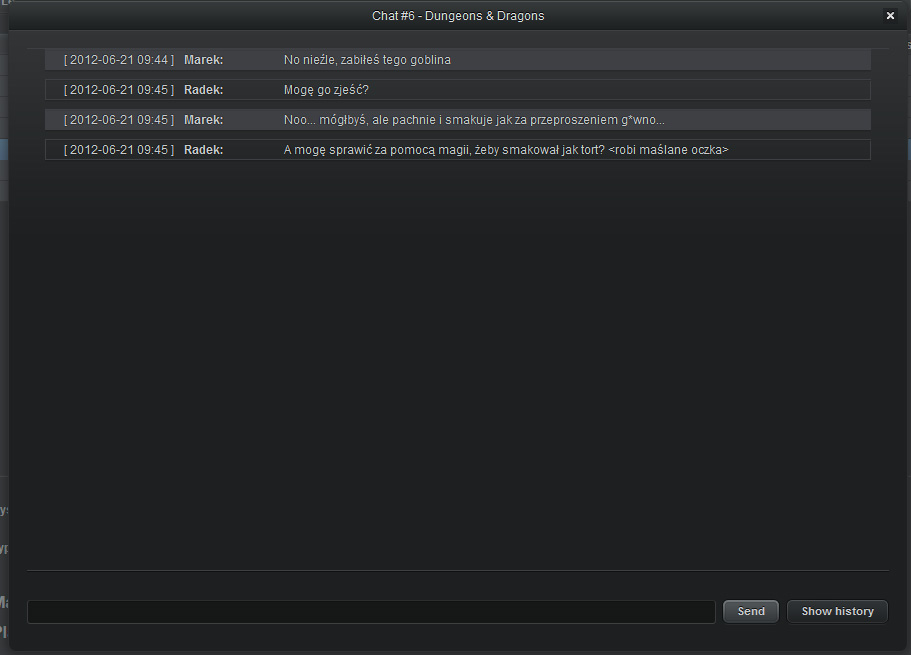 Chat #6 - Dungeons & Dragons
[ 2012-06-21 09:44 ] Marek: No nieźle, zabiłeś tego goblina
[ 2012-06-21 09:45 ] Radek: Mogę go zjeść?
[ 2012-06-21 09:45 ] Marek: Noo... mógłbyś, ale pachnie i smakuje jak za przeproszeniem g*wno...
[ 2012-06-21 09:45 ] Radek: A mogę sprawić za pomocą magii, żeby smakował jak tort? <robi maślane oczka>
Send Show history